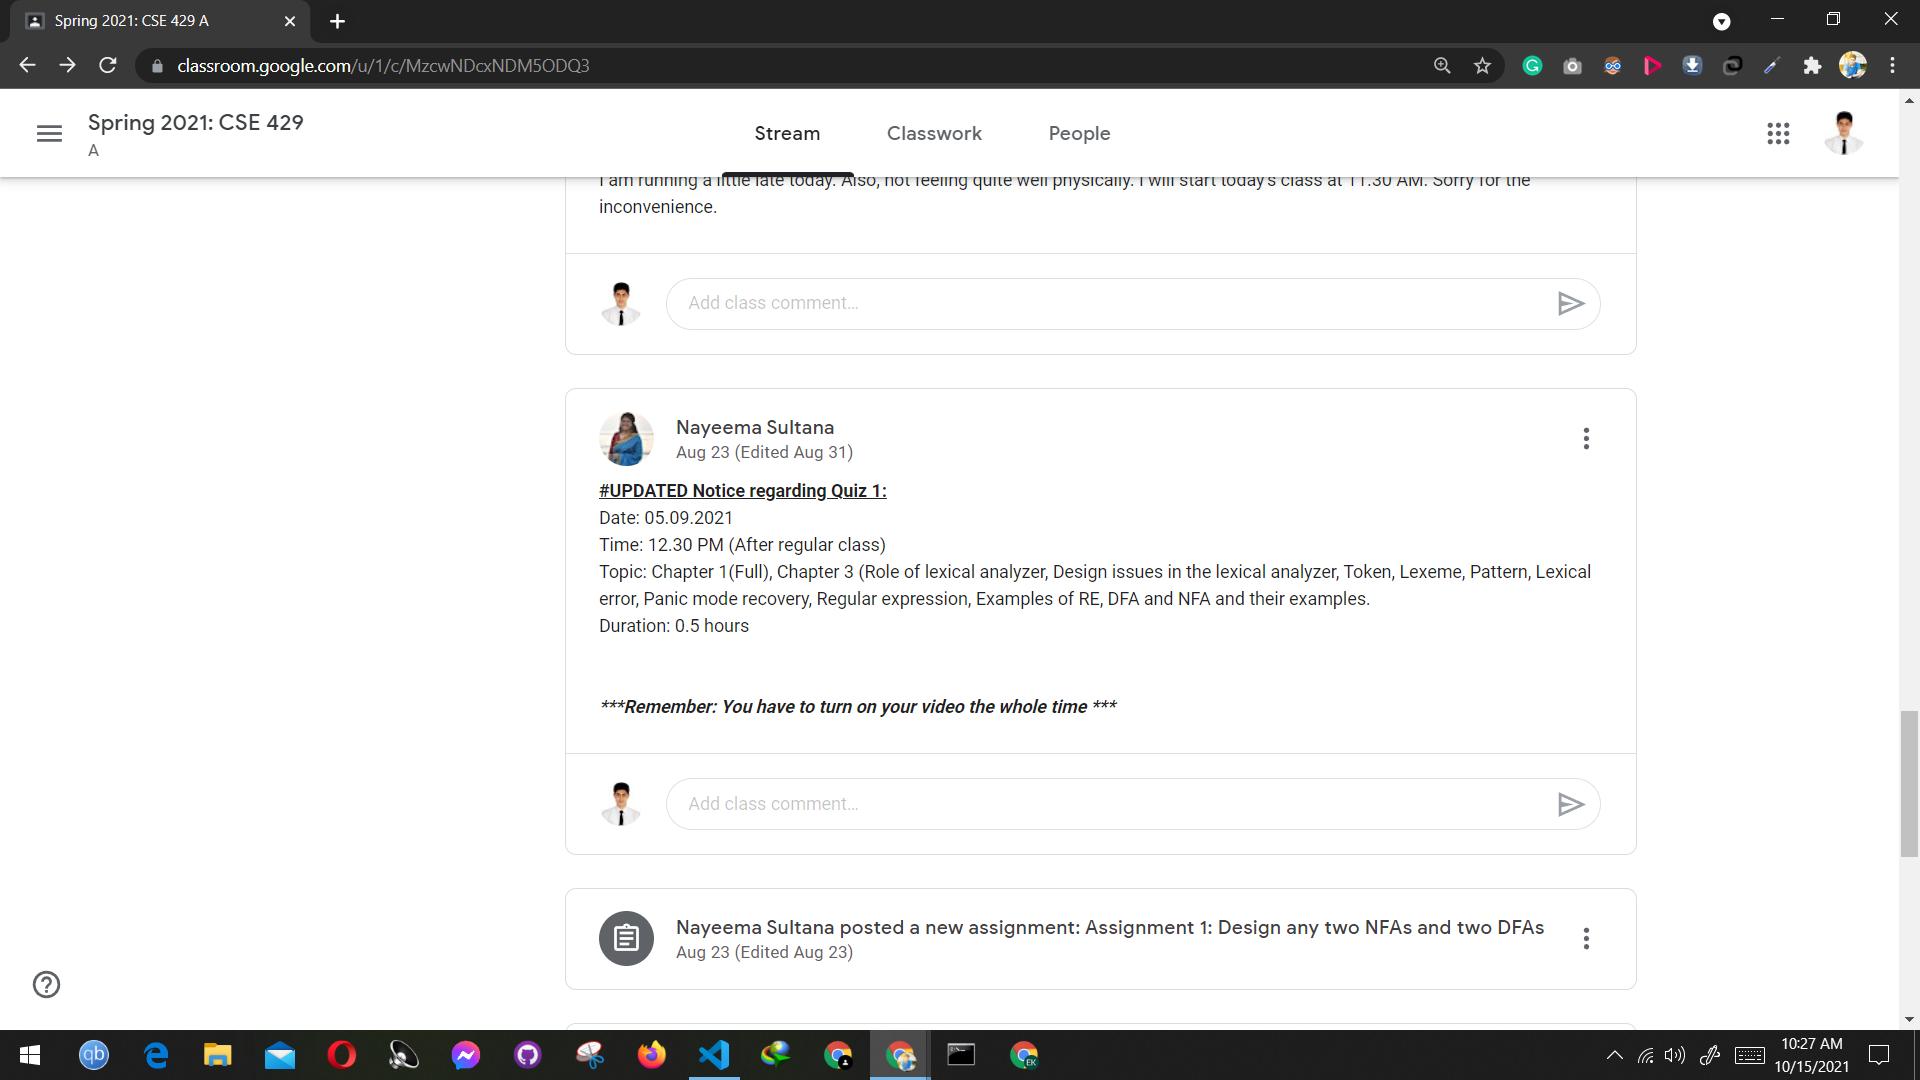 Spring 2021: CSE 429 A
classroom.google.com/u/1/c/MzcwNDcxNDM5ODQ3
Spring 2021: CSE 429
A
Stream
Classwork
People
I am running a little late today. Also, not feeling quite well physically. I will start today's class at 11.30 AM. Sorry for the
inconvenience.
Add class comment...
Nayeema Sultana
Aug 23 (Edited Aug 31)
#UPDATED Notice regarding Quiz 1:
Date: 05.09.2021
Time: 12.30 PM (After regular class)
Topic: Chapter 1(Full), Chapter 3 (Role of lexical analyzer, Design issues in the lexical analyzer, Token, Lexeme, Pattern, Lexical
error, Panic mode recovery, Regular expression, Examples of RE, DFA and NFA and their examples.
Duration: 0.5 hours
***Remember: You have to turn on your video the whole time ***
Add class comment...
Nayeema Sultana posted a new assignment: Assignment 1: Design any two NFAs and two DFAs
Aug 23 (Edited Aug 23)
qb
EK
10:27 AM
10/15/2021